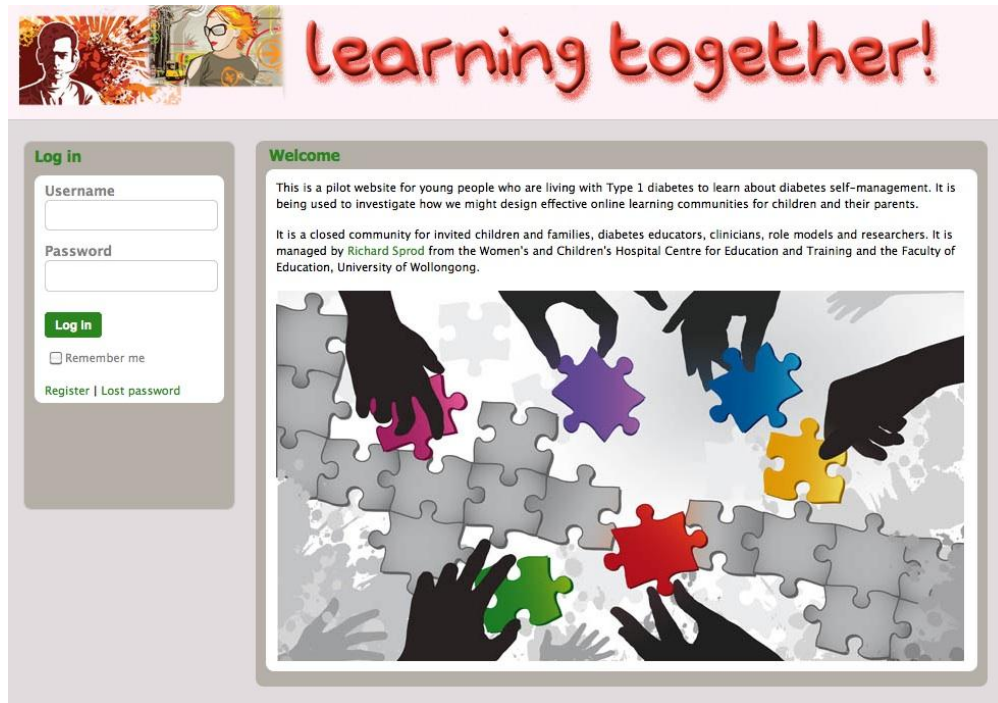 learning together!
Log in
Username
Password
Log in
Remember me
Register | Lost password
Welcome
This is a pilot website for young people who are living with Type 1 diabetes to learn about diabetes self-management. It is
being used to investigate how we might design effective online learning communities for children and their parents.
It is a closed community for invited children and families, diabetes educators, clinicians, role models and researchers. It is
managed by Richard Sprod from the Women's and Children's Hospital Centre for Education and Training and the Faculty of
Education, University of Wollongong.